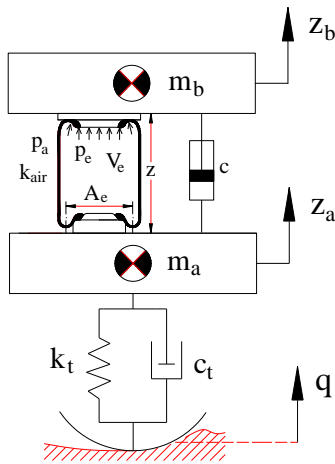 z_b
m_b
p_a
p_e
V_e
k_air
z
c
A_e
z_a
m_a
k_t
c_t
q